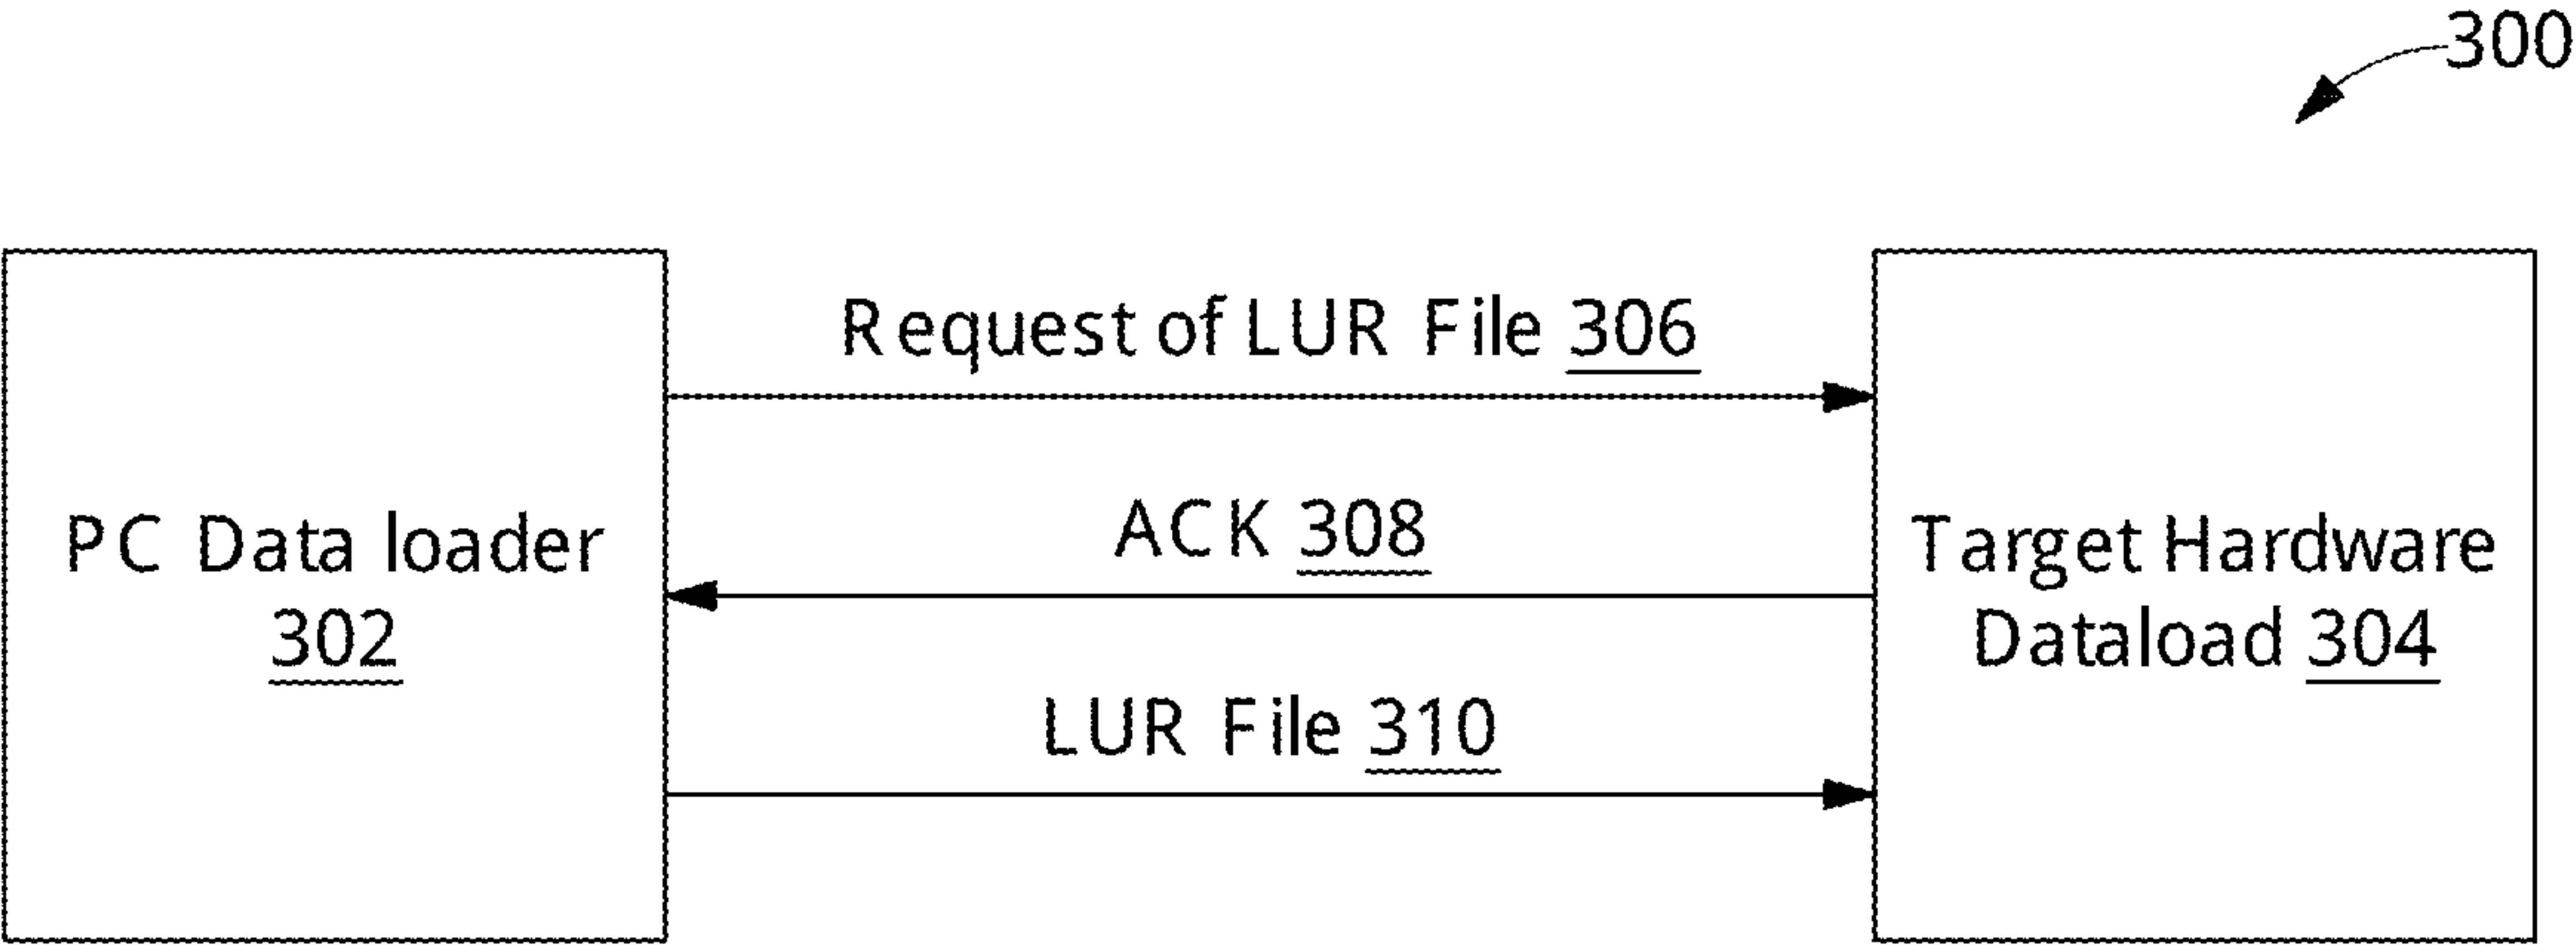 300
Request of LUR File 306
ACK 308
PC Data loader
302
Target Hardware
Dataload 304
LUR File 310